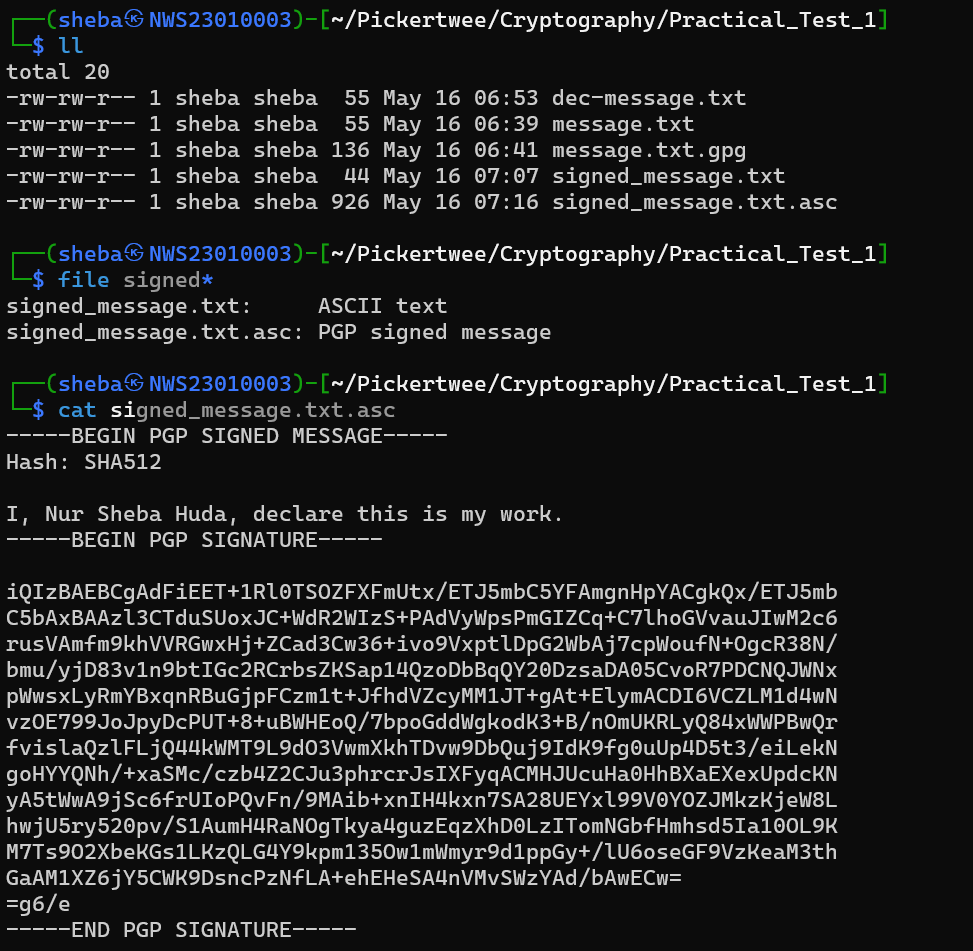 ┌──(sheba㉿NWS23010003)-[~/Pickertwee/Cryptography/Practical_Test_1]
└─$ ll
total 20
-rw-rw-r-- 1 sheba sheba  55 May 16 06:53 dec-message.txt
-rw-rw-r-- 1 sheba sheba  55 May 16 06:39 message.txt
-rw-rw-r-- 1 sheba sheba 136 May 16 06:41 message.txt.gpg
-rw-rw-r-- 1 sheba sheba  44 May 16 07:07 signed_message.txt
-rw-rw-r-- 1 sheba sheba 926 May 16 07:16 signed_message.txt.asc
┌──(sheba㉿NWS23010003)-[~/Pickertwee/Cryptography/Practical_Test_1]
└─$ file signed*
signed_message.txt:     ASCII text
signed_message.txt.asc: PGP signed message
┌──(sheba㉿NWS23010003)-[~/Pickertwee/Cryptography/Practical_Test_1]
└─$ cat signed_message.txt.asc
-----BEGIN PGP SIGNED MESSAGE-----
Hash: SHA512
I, Nur Sheba Huda, declare this is my work.
-----BEGIN PGP SIGNATURE-----
iQIzBAEBCgAdFiEET+1Rl0TSOZFXFmUtx/ETJ5mbC5YFAmgnHpYACgkQx/ETJ5mb
C5bAxBAAzl3CTduSUoxJC+WdR2WIzS+PAdVyWpsPmGIZCq+C7lhoGVvauJIwM2c6
rusVAmfm9khVVRGwxHj+ZCad3Cw36+ivo9VxptlDpG2WbAj7cpWoufN+OgcR38N/
bmu/yjD83v1n9btIGc2RCrbsZKSap14QzoDbBqQY20DzsaDA05CvoR7PDCNQJWNx
pWwsxLyRmYBxqnRBuGjpFCzm1t+JfhdVZcyMM1JT+gAt+ElymACDI6VCZLM1d4wN
vzOE799JoJpyDcPUT+8+uBWHEoQ/7bpoGddWgkodK3+B/nOmUKRLyQ84xWWPBwQr
fvislaQzlFLjQ44kWMT9L9dO3VwmXkhTDvw9DbQuj9IdK9fg0uUp4D5t3/eiLekN
goHYYQNh/+xaSMc/czb4Z2CJu3phrcrJsIXFyqACMHJUcuHa0HhBXaEXexUpdcKN
yA5tWwA9jSc6frUIoPQvFn/9MAib+xnIH4kxn7SA28UEYxl99V0YOZJMkzKjeW8L
hwjU5ry520pv/S1AumH4RaNOgTkya4guzEqzXhD0LzITomNGbfHmhsd5Ia10OL9K
M7Ts9O2XbeKGs1LKzQLG4Y9kpm135Ow1mWmyr9d1ppGy+/lU6oseGF9VzKeaM3th
GaAM1XZ6jY5CWK9DsncPzNfLA+ehEHeSA4nVMvSWzYAd/bAwECw=
=g6/e
-----END PGP SIGNATURE-----